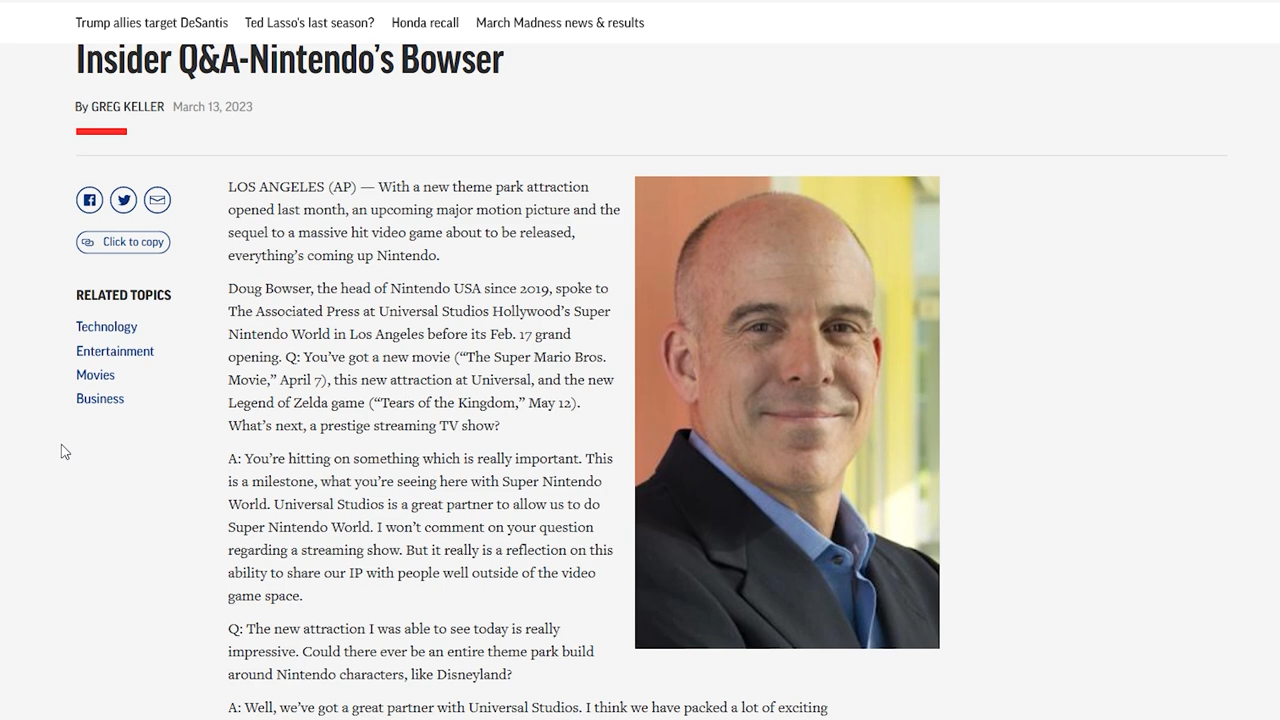 Trump allies target DeSantis Ted Lasso's last season? Honda recall March Madness news & results
Insider Q&A-Nintendo’s Bowser
By GREG KELLER March 13, 2023
Click to copy
RELATED TOPICS
Technology
Entertainment
Movies
Business
LOS ANGELES (AP) — With a new theme park attraction
opened last month, an upcoming major motion picture and the
sequel to a massive hit video game about to be released,
everything’s coming up Nintendo.
Doug Bowser, the head of Nintendo USA since 2019, spoke to
The Associated Press at Universal Studios Hollywood’s Super
Nintendo World in Los Angeles before its Feb. 17 grand
opening. Q: You’ve got a new movie (“The Super Mario Bros.
Movie,” April 7), this new attraction at Universal, and the new
Legend of Zelda game (“Tears of the Kingdom,” May 12).
What’s next, a prestige streaming TV show?
A: You’re hitting on something which is really important. This
is a milestone, what you’re seeing here with Super Nintendo
World. Universal Studios is a great partner to allow us to do
Super Nintendo World. I won’t comment on your question
regarding a streaming show. But it really is a reflection on this
ability to share our IP with people well outside of the video
game space.
Q: The new attraction I was able to see today is really
impressive. Could there ever be an entire theme park build
around Nintendo characters, like Disneyland?
A: Well, we’ve got a great partner with Universal Studios. I think we have packed a lot of exciting